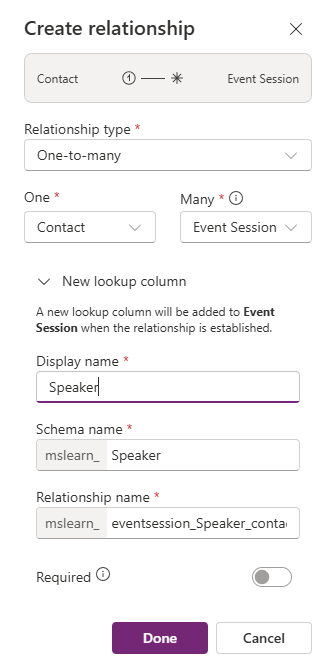 Create relationship
Contact 1 Event Session
Relationship type *
One-to-many
One * Many *
Contact Event Session
New lookup column
A new lookup column will be added to Event
Session when the relationship is established.
Display name *
Speaker
Schema name *
mslearn_ Speaker
Relationship name *
mslearn_ eventsession_Speaker_conta
Required
Done Cancel